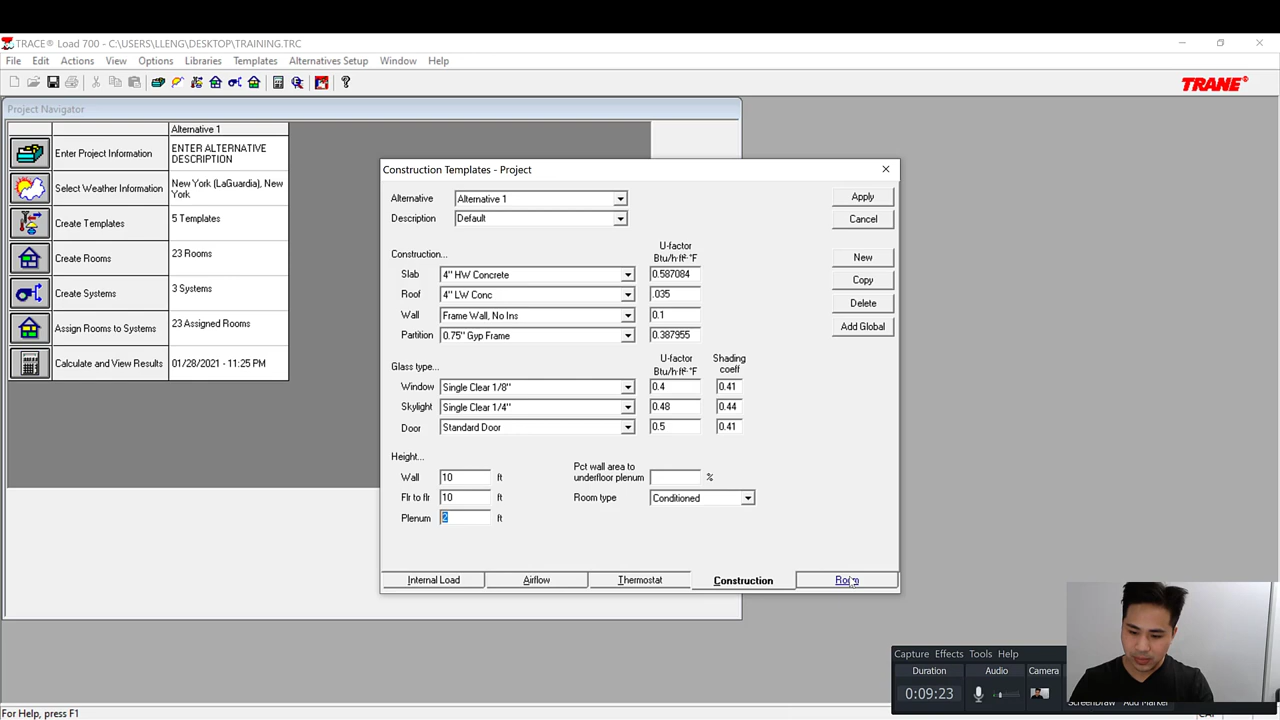 TRACE® Load 700 - C:\USERS\LLENG\DESKTOP\TRAINING.TRC
File Edit Actions View Options Libraries Templates Alternatives Setup Window Help
TRANE®
Project Navigator
Alternative 1
Enter Project Information ENTER ALTERNATIVE DESCRIPTION
Select Weather Information New York (LaGuardia), New York
Create Templates 5 Templates
Create Rooms 23 Rooms
Create Systems 3 Systems
Assign Rooms to Systems 23 Assigned Rooms
Calculate and View Results 01/28/2021 - 11:25 PM
Construction Templates - Project
Alternative Alternative 1 Apply
Description Default Cancel
Construction... U-factor Btu/h·ft²·°F New
Slab 4" HW Concrete 0.587084 Copy
Roof 4" LW Conc .035 Delete
Wall Frame Wall, No Ins 0.1 Add Global
Partition 0.75" Gyp Frame 0.387955
Glass type... U-factor Btu/h·ft²·°F Shading coeff
Window Single Clear 1/8" 0.4 0.41
Skylight Single Clear 1/4" 0.48 0.44
Door Standard Door 0.5 0.41
Height... Pct wall area to underfloor plenum %
Wall 10 ft
Flr to flr 10 ft Room type Conditioned
Plenum 2 ft
Internal Load Airflow Thermostat Construction Room
Capture Effects Tools Help
Duration Audio Camera
0:09:23
ScreenDraw Add Marker
For Help, press F1